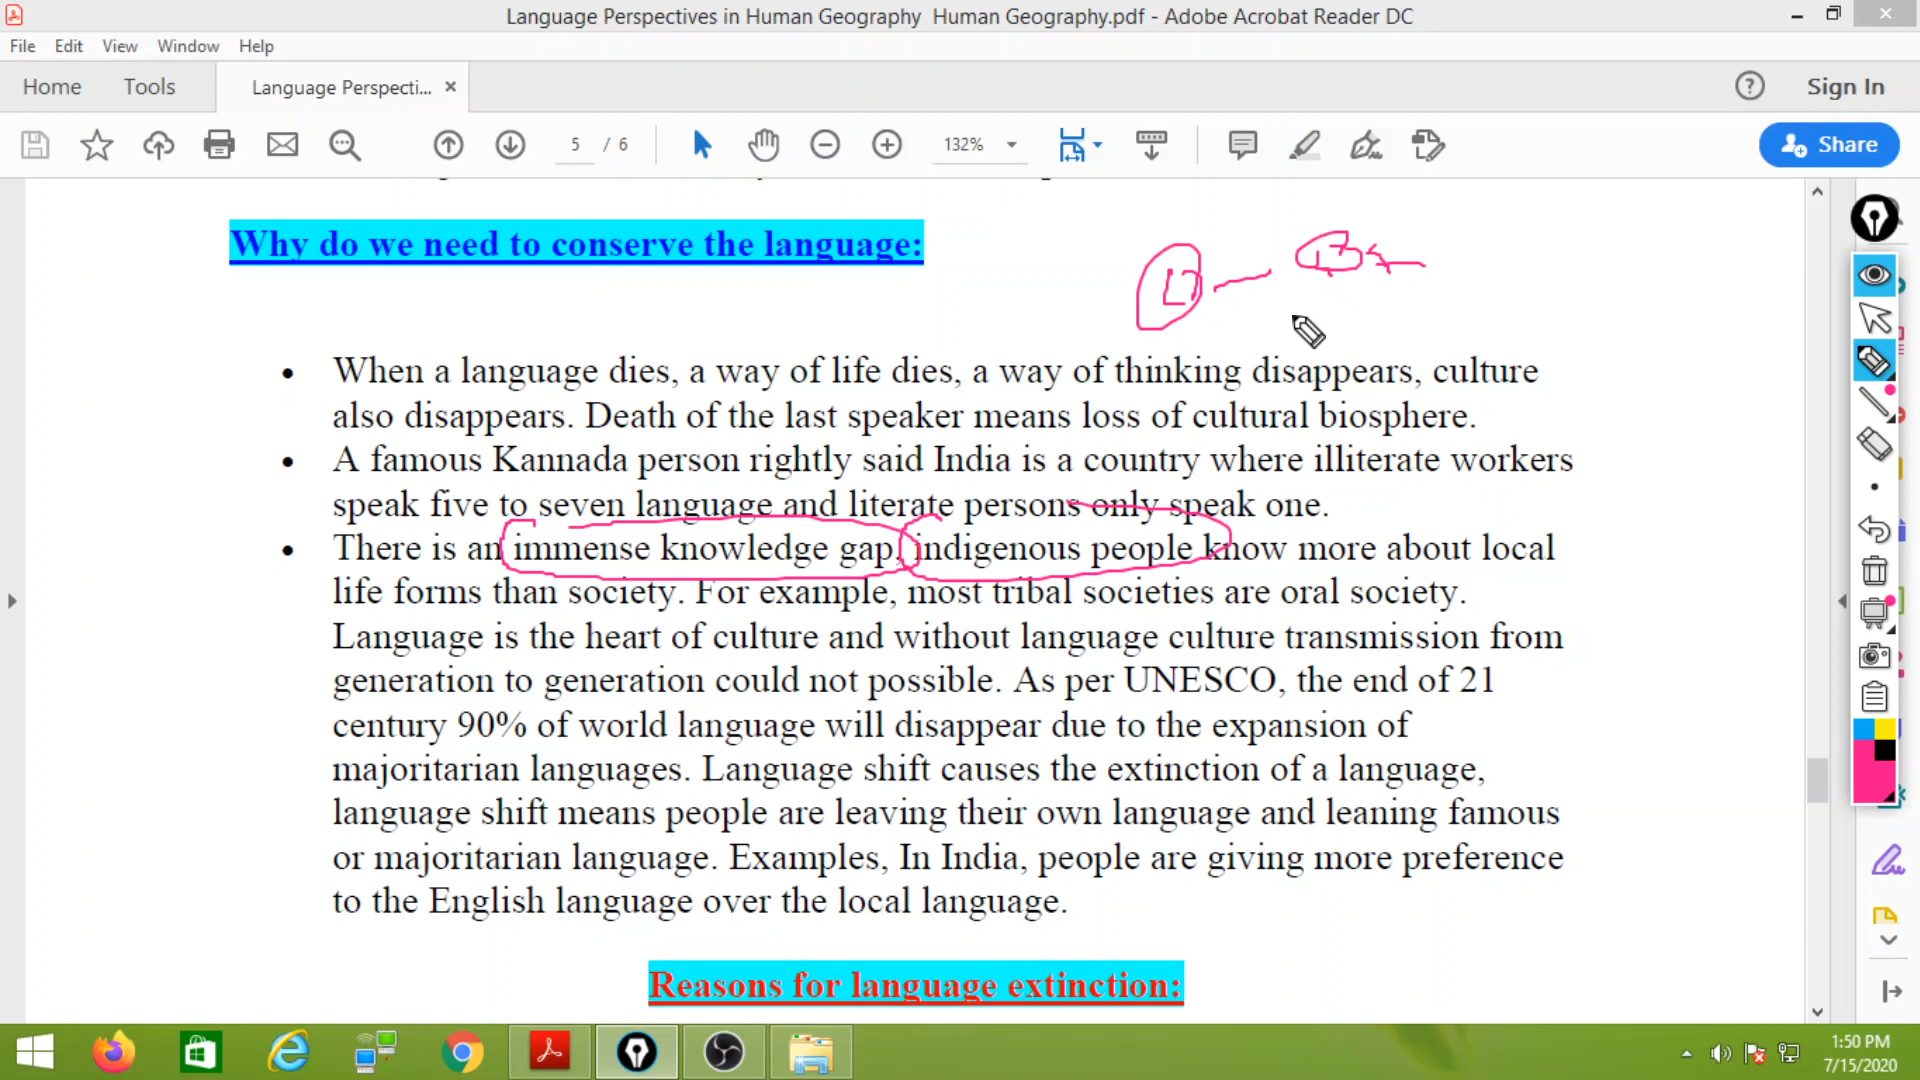 Language Perspectives in Human Geography  Human Geography.pdf - Adobe Acrobat Reader DC
File Edit View Window Help
Home Tools Language Perspecti... × Sign In
5 / 6 132% Share
Why do we need to conserve the language:
• When a language dies, a way of life dies, a way of thinking disappears, culture
also disappears. Death of the last speaker means loss of cultural biosphere.
• A famous Kannada person rightly said India is a country where illiterate workers
speak five to seven language and literate persons only speak one.
• There is an immense knowledge gap, indigenous people know more about local
life forms than society. For example, most tribal societies are oral society.
Language is the heart of culture and without language culture transmission from
generation to generation could not possible. As per UNESCO, the end of 21
century 90% of world language will disappear due to the expansion of
majoritarian languages. Language shift causes the extinction of a language,
language shift means people are leaving their own language and leaning famous
or majoritarian language. Examples, In India, people are giving more preference
to the English language over the local language.
Reasons for language extinction:
1:50 PM
7/15/2020